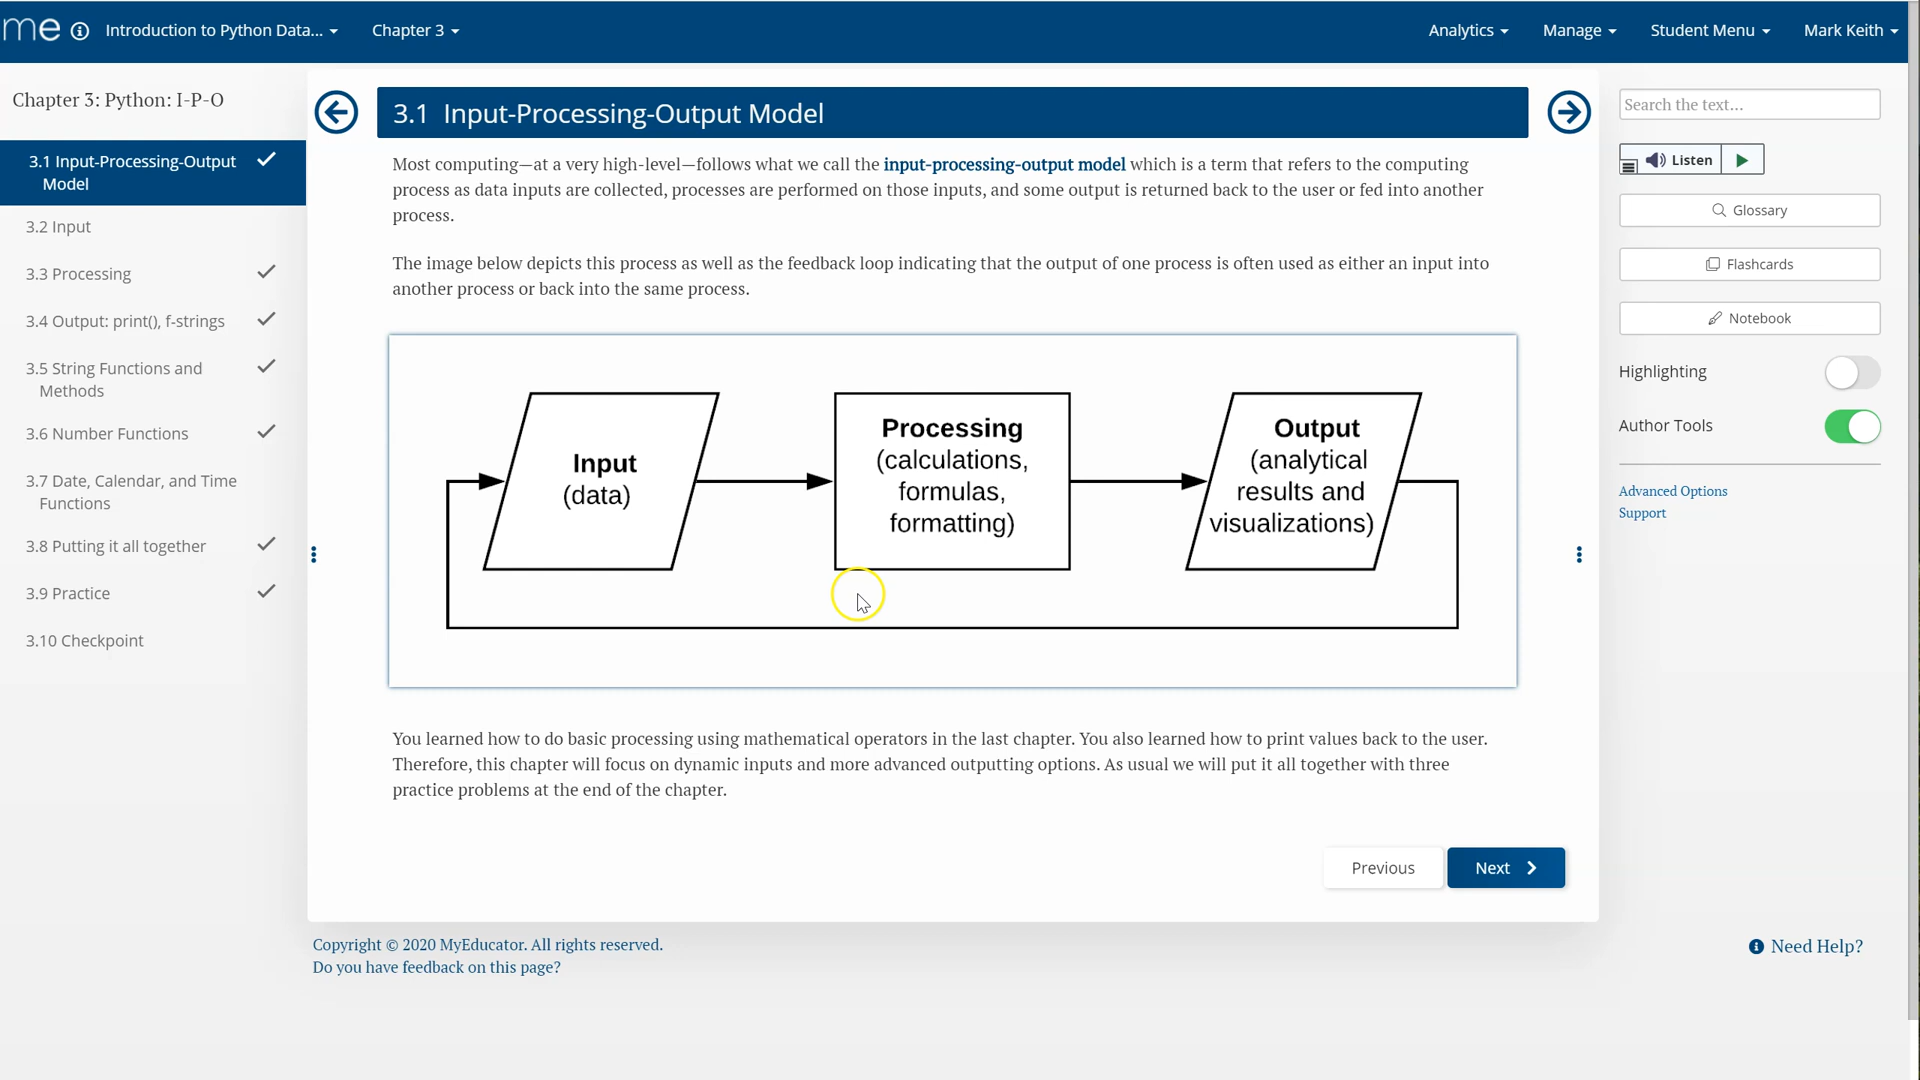 me Introduction to Python Data... Chapter 3 Analytics Manage Student Menu Mark Keith
Chapter 3: Python: I-P-O
3.1 Input-Processing-Output
Model
3.2 Input
3.3 Processing
3.4 Output: print(), f-strings
3.5 String Functions and
Methods
3.6 Number Functions
3.7 Date, Calendar, and Time
Functions
3.8 Putting it all together
3.9 Practice
3.10 Checkpoint
3.1 Input-Processing-Output Model
Most computing—at a very high-level—follows what we call the input-processing-output model which is a term that refers to the computing
process as data inputs are collected, processes are performed on those inputs, and some output is returned back to the user or fed into another
process.
The image below depicts this process as well as the feedback loop indicating that the output of one process is often used as either an input into
another process or back into the same process.
Input
(data)
Processing
(calculations,
formulas,
formatting)
Output
(analytical
results and
visualizations)
You learned how to do basic processing using mathematical operators in the last chapter. You also learned how to print values back to the user.
Therefore, this chapter will focus on dynamic inputs and more advanced outputting options. As usual we will put it all together with three
practice problems at the end of the chapter.
Previous Next
Search the text...
Listen
Glossary
Flashcards
Notebook
Highlighting
Author Tools
Advanced Options
Support
Copyright © 2020 MyEducator. All rights reserved.
Do you have feedback on this page?
Need Help?